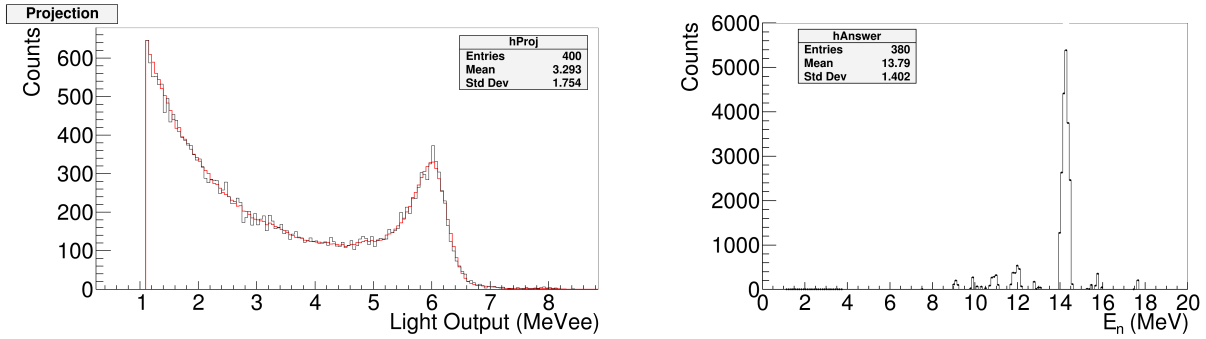 Projection
Counts
600
500
400
300
200
100
0
hProj
Entries 400
Mean 3.293
Std Dev 1.754
1 2 3 4 5 6 7 8
Light Output (MeVee)
Counts
6000
5000
4000
3000
2000
1000
0
hAnswer
Entries 380
Mean 13.79
Std Dev 1.402
0 2 4 6 8 10 12 14 16 18 20
Eₙ (MeV)